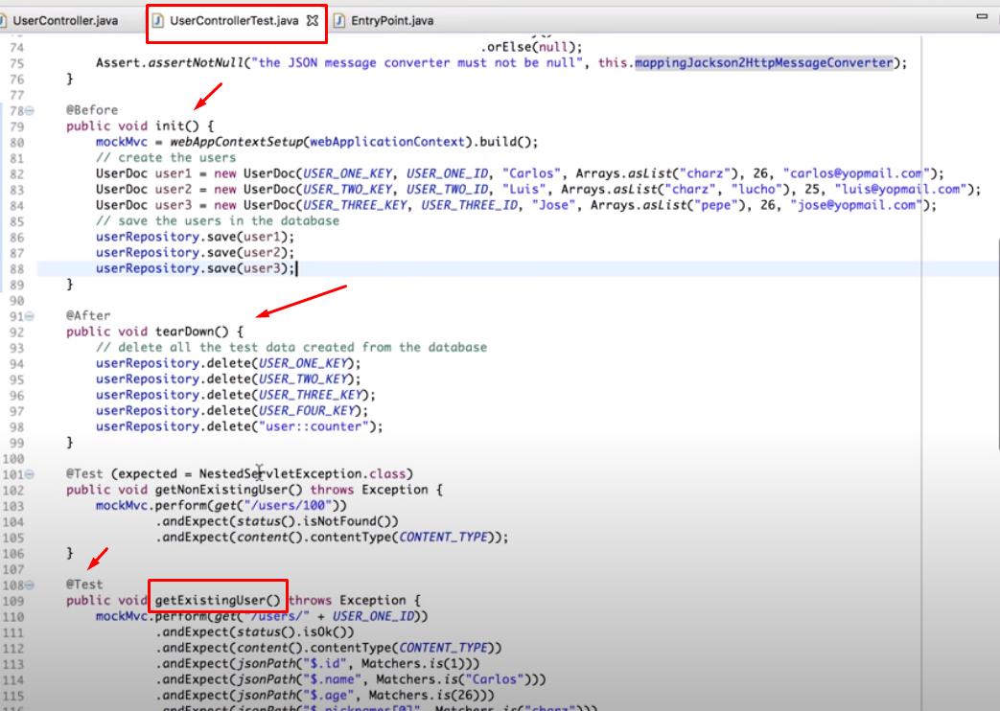 UserController.java UserControllerTest.java EntryPoint.java
74 .orElse(null);
75 Assert.assertNotNull("the JSON message converter must not be null", this.mappingJackson2HttpMessageConverter);
76 }
77
78 @Before
79 public void init() {
80 mockMvc = webAppContextSetup(webApplicationContext).build();
81 // create the users
82 UserDoc user1 = new UserDoc(USER_ONE_KEY, USER_ONE_ID, "Carlos", Arrays.asList("charz"), 26, "carlos@yopmail.com");
83 UserDoc user2 = new UserDoc(USER_TWO_KEY, USER_TWO_ID, "Luis", Arrays.asList("charz", "lucho"), 25, "luis@yopmail.com");
84 UserDoc user3 = new UserDoc(USER_THREE_KEY, USER_THREE_ID, "Jose", Arrays.asList("pepe"), 26, "jose@yopmail.com");
85 // save the users in the database
86 userRepository.save(user1);
87 userRepository.save(user2);
88 userRepository.save(user3);
89 }
90
91 @After
92 public void tearDown() {
93 // delete all the test data created from the database
94 userRepository.delete(USER_ONE_KEY);
95 userRepository.delete(USER_TWO_KEY);
96 userRepository.delete(USER_THREE_KEY);
97 userRepository.delete(USER_FOUR_KEY);
98 userRepository.delete("user::counter");
99 }
100
101 @Test (expected = NestedServletException.class)
102 public void getNonExistingUser() throws Exception {
103 mockMvc.perform(get("/users/100"))
104 .andExpect(status().isNotFound())
105 .andExpect(content().contentType(CONTENT_TYPE));
106 }
107
108 @Test
109 public void getExistingUser() throws Exception {
110 mockMvc.perform(get("/users/" + USER_ONE_ID))
111 .andExpect(status().isOk())
112 .andExpect(content().contentType(CONTENT_TYPE))
113 .andExpect(jsonPath("$.id", Matchers.is(1)))
114 .andExpect(jsonPath("$.name", Matchers.is("Carlos")))
115 .andExpect(jsonPath("$.age", Matchers.is(26)))
116 .andExpect(jsonPath("$.nicknames[0]", Matchers.is("charz")))